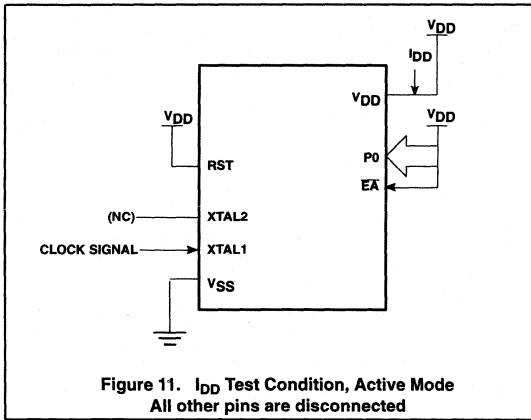 VDD
IDD
VDD
VDD
VDD
P0
RST
EA
(NC)
XTAL2
CLOCK SIGNAL
XTAL1
VSS
Figure 11. IDD Test Condition, Active Mode
All other pins are disconnected